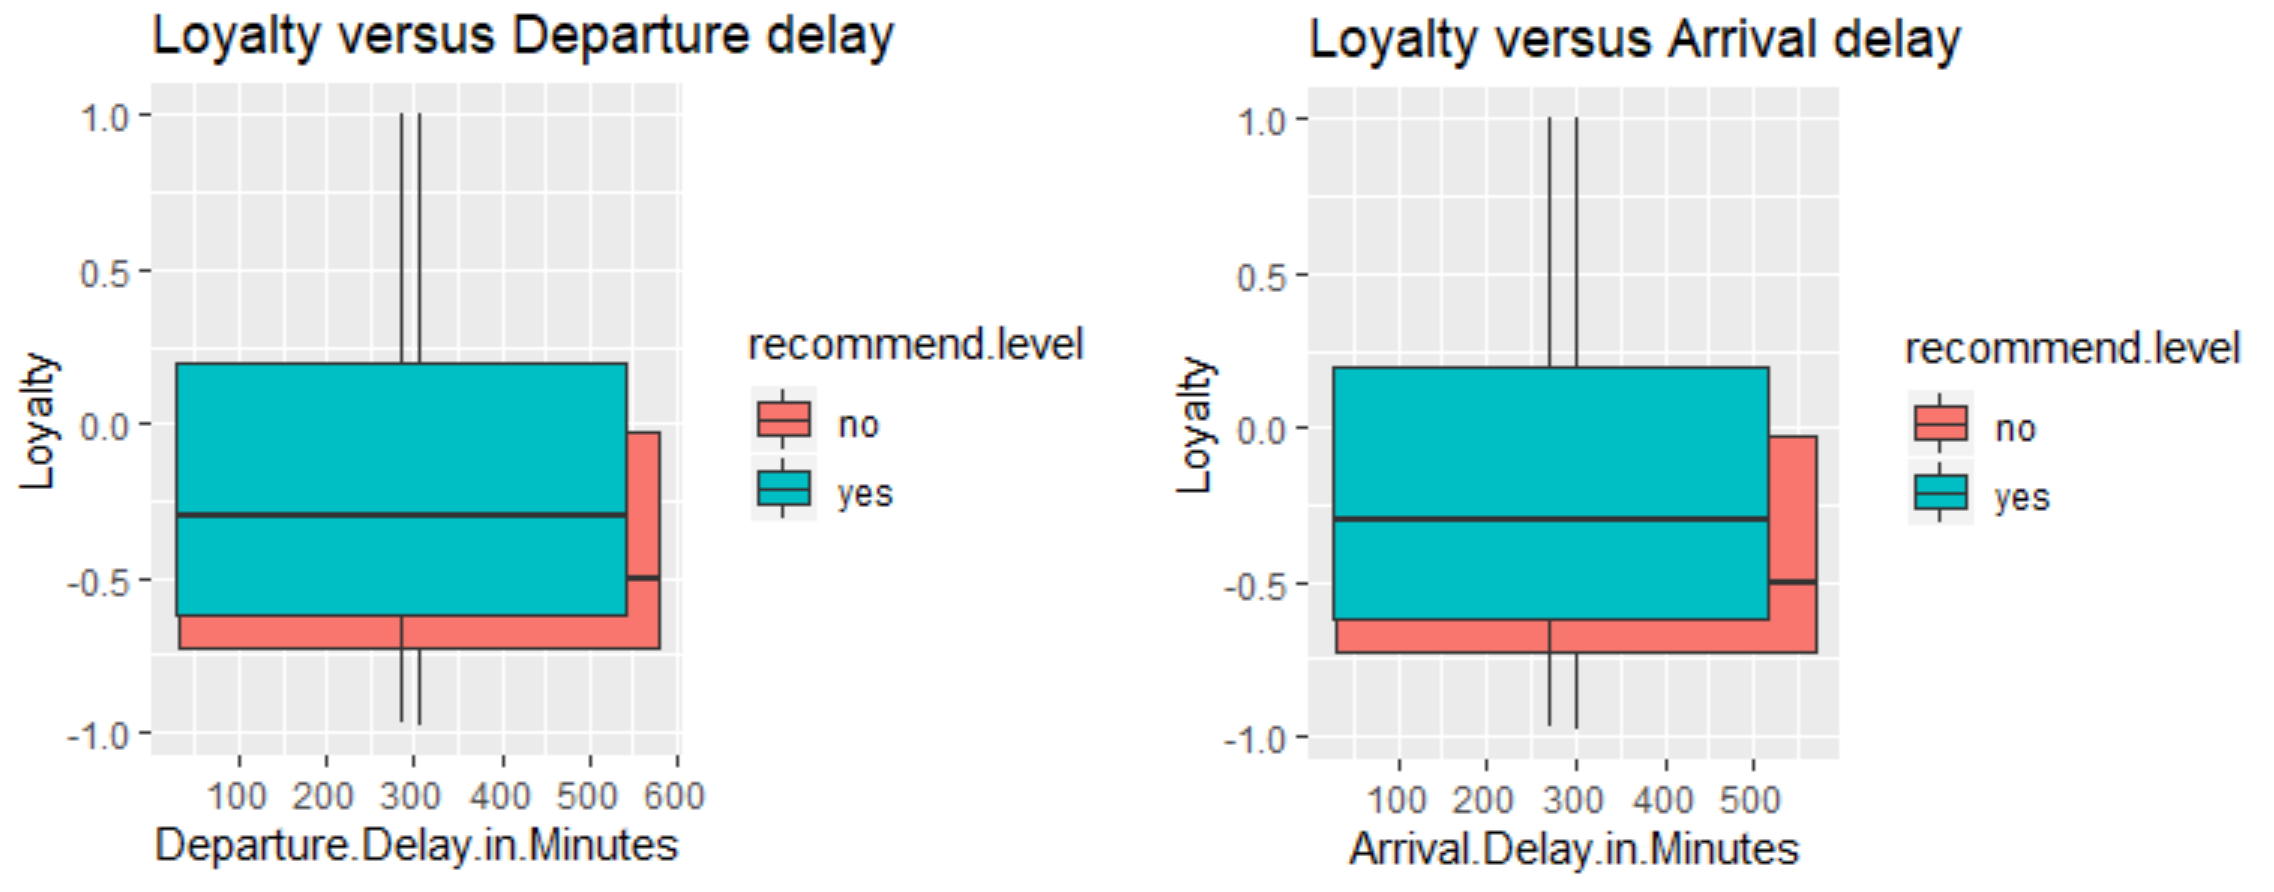 Loyalty versus Departure delay
1.0
0.5
0.0
-0.5
-1.0
Loyalty
100 200 300 400 500 600
Departure.Delay.in.Minutes
recommend.level
no
yes
Loyalty versus Arrival delay
1.0
0.5
0.0
-0.5
-1.0
Loyalty
100 200 300 400 500
Arrival.Delay.in.Minutes
recommend.level
no
yes